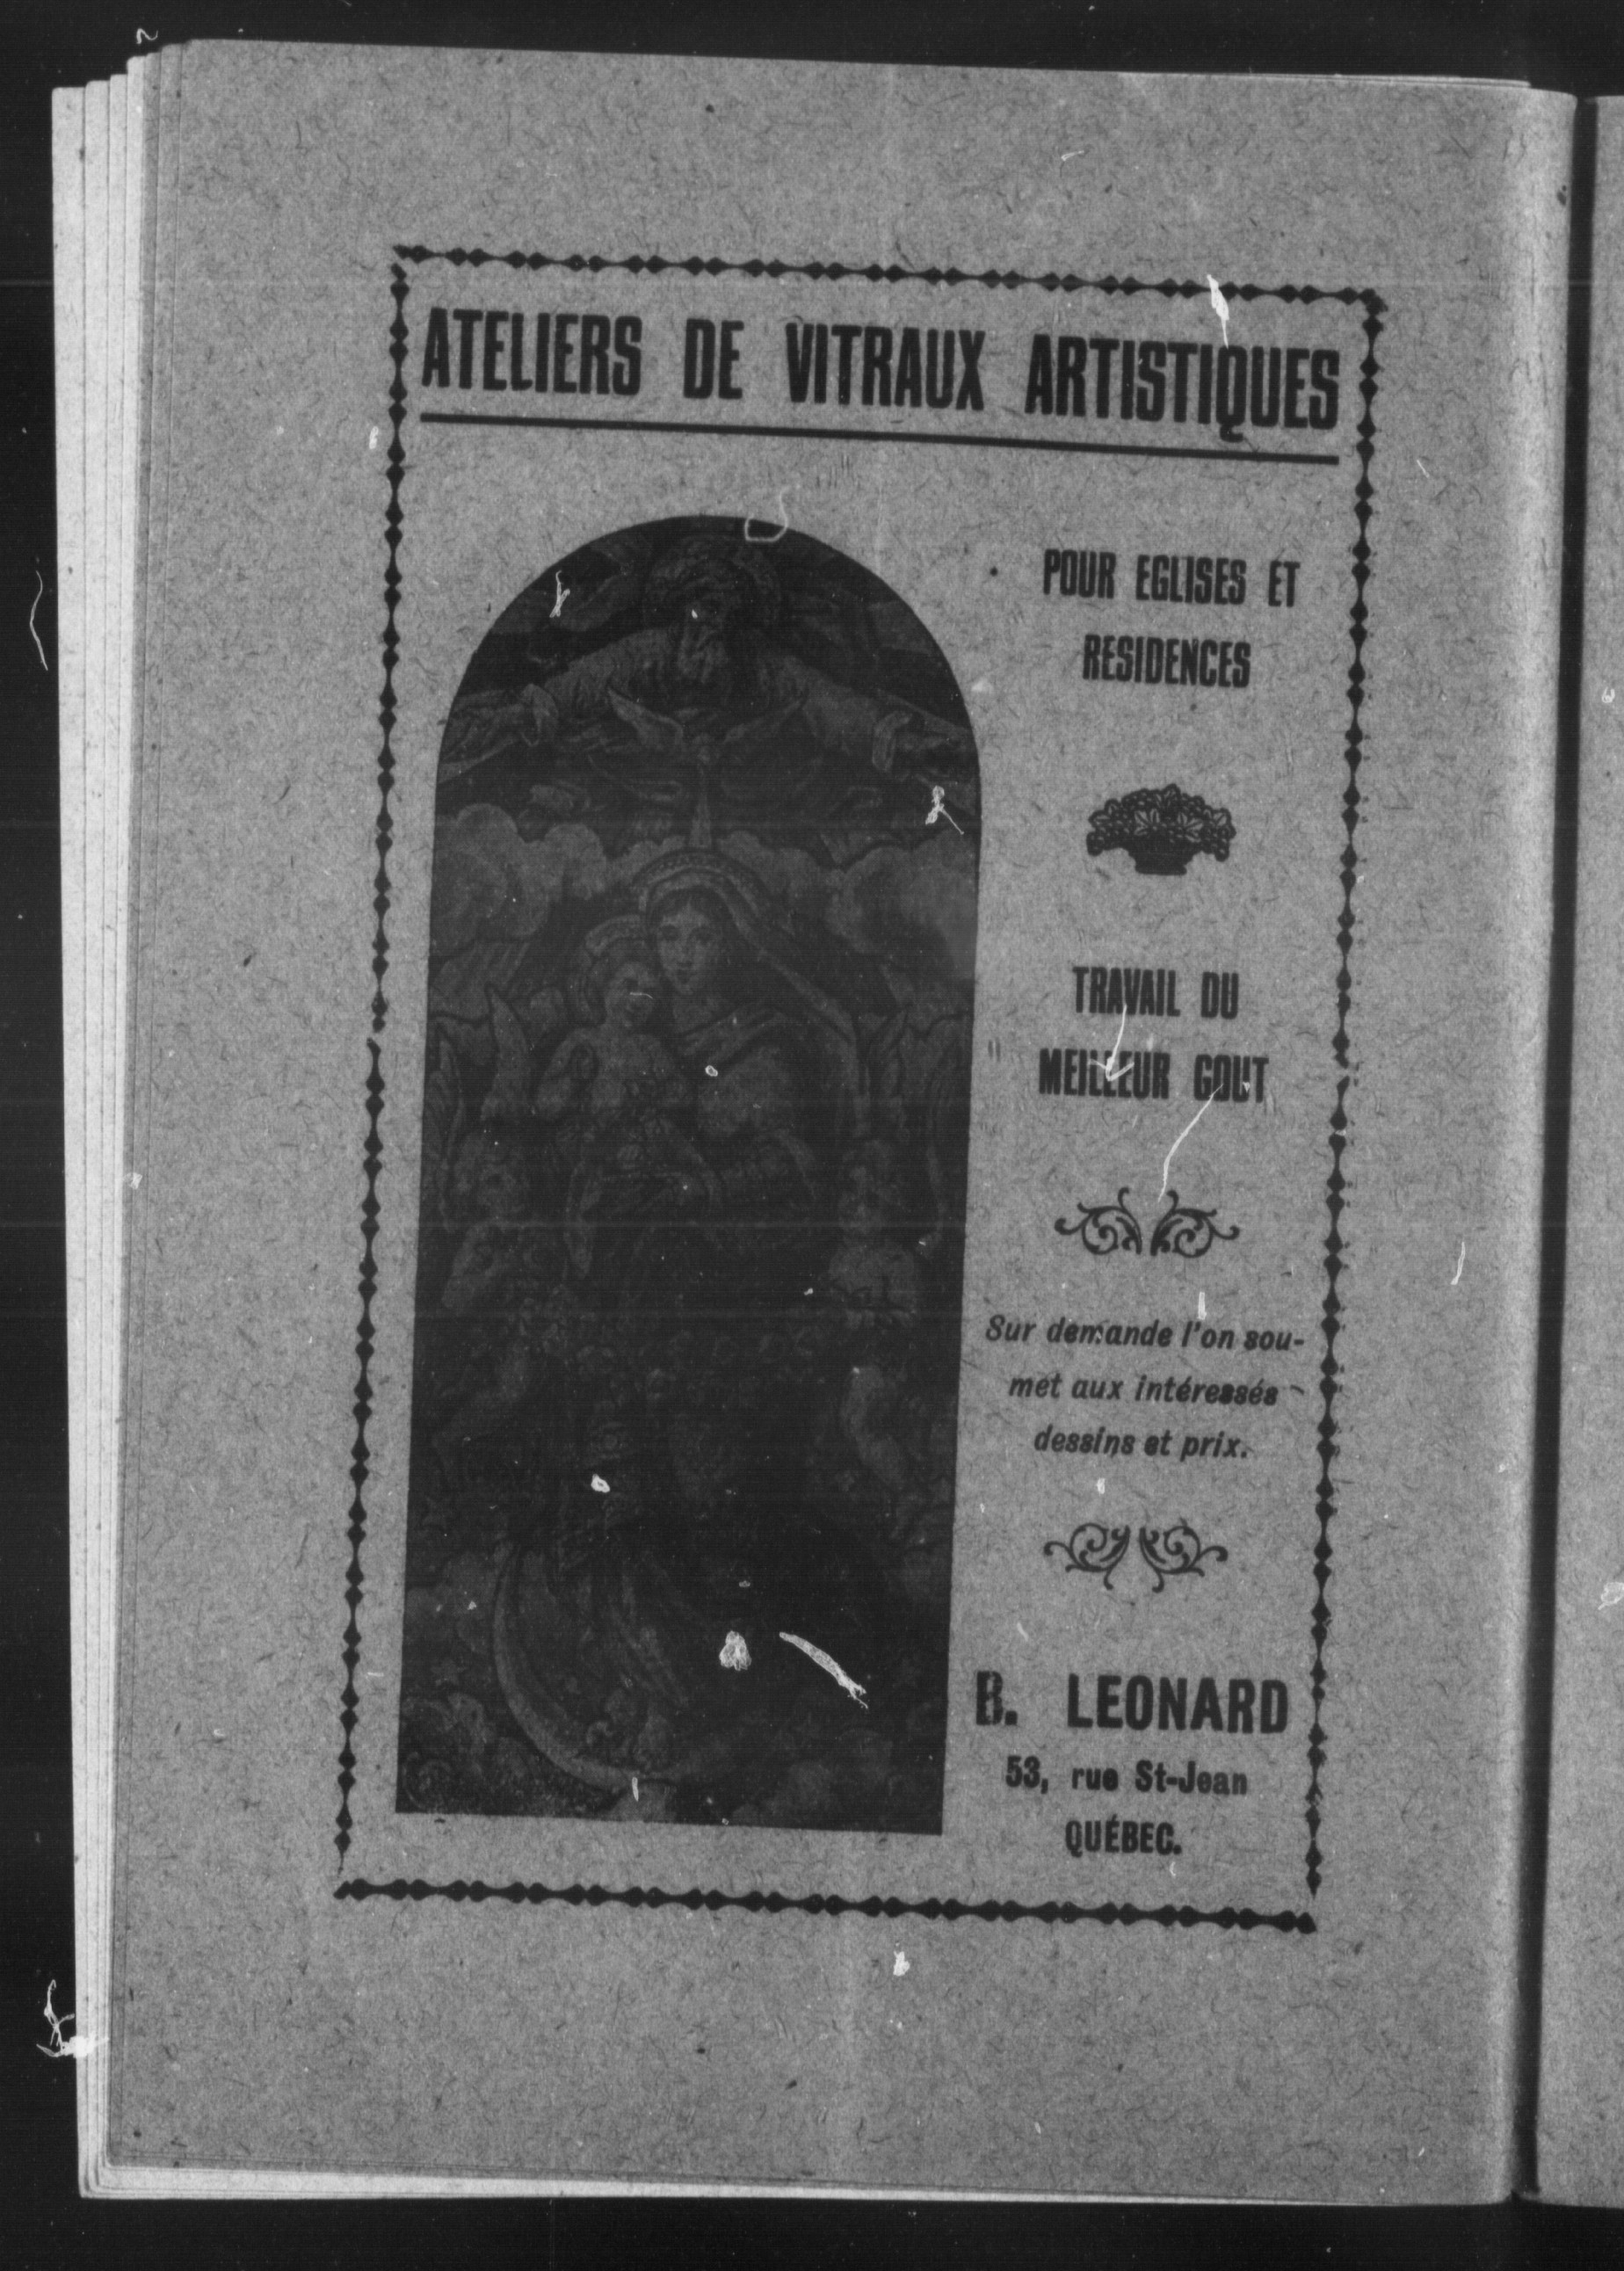 ATELIERS DE VITRAUX ARTISTIQUES
POUR EGLISES ET
RESIDENCES
TRAVAIL DU
MEILLEUR GOUT
Sur demande l'on sou-
met aux intéressés
dessins et prix.
B. LEONARD
53, rue St-Jean
QUÉBEC.